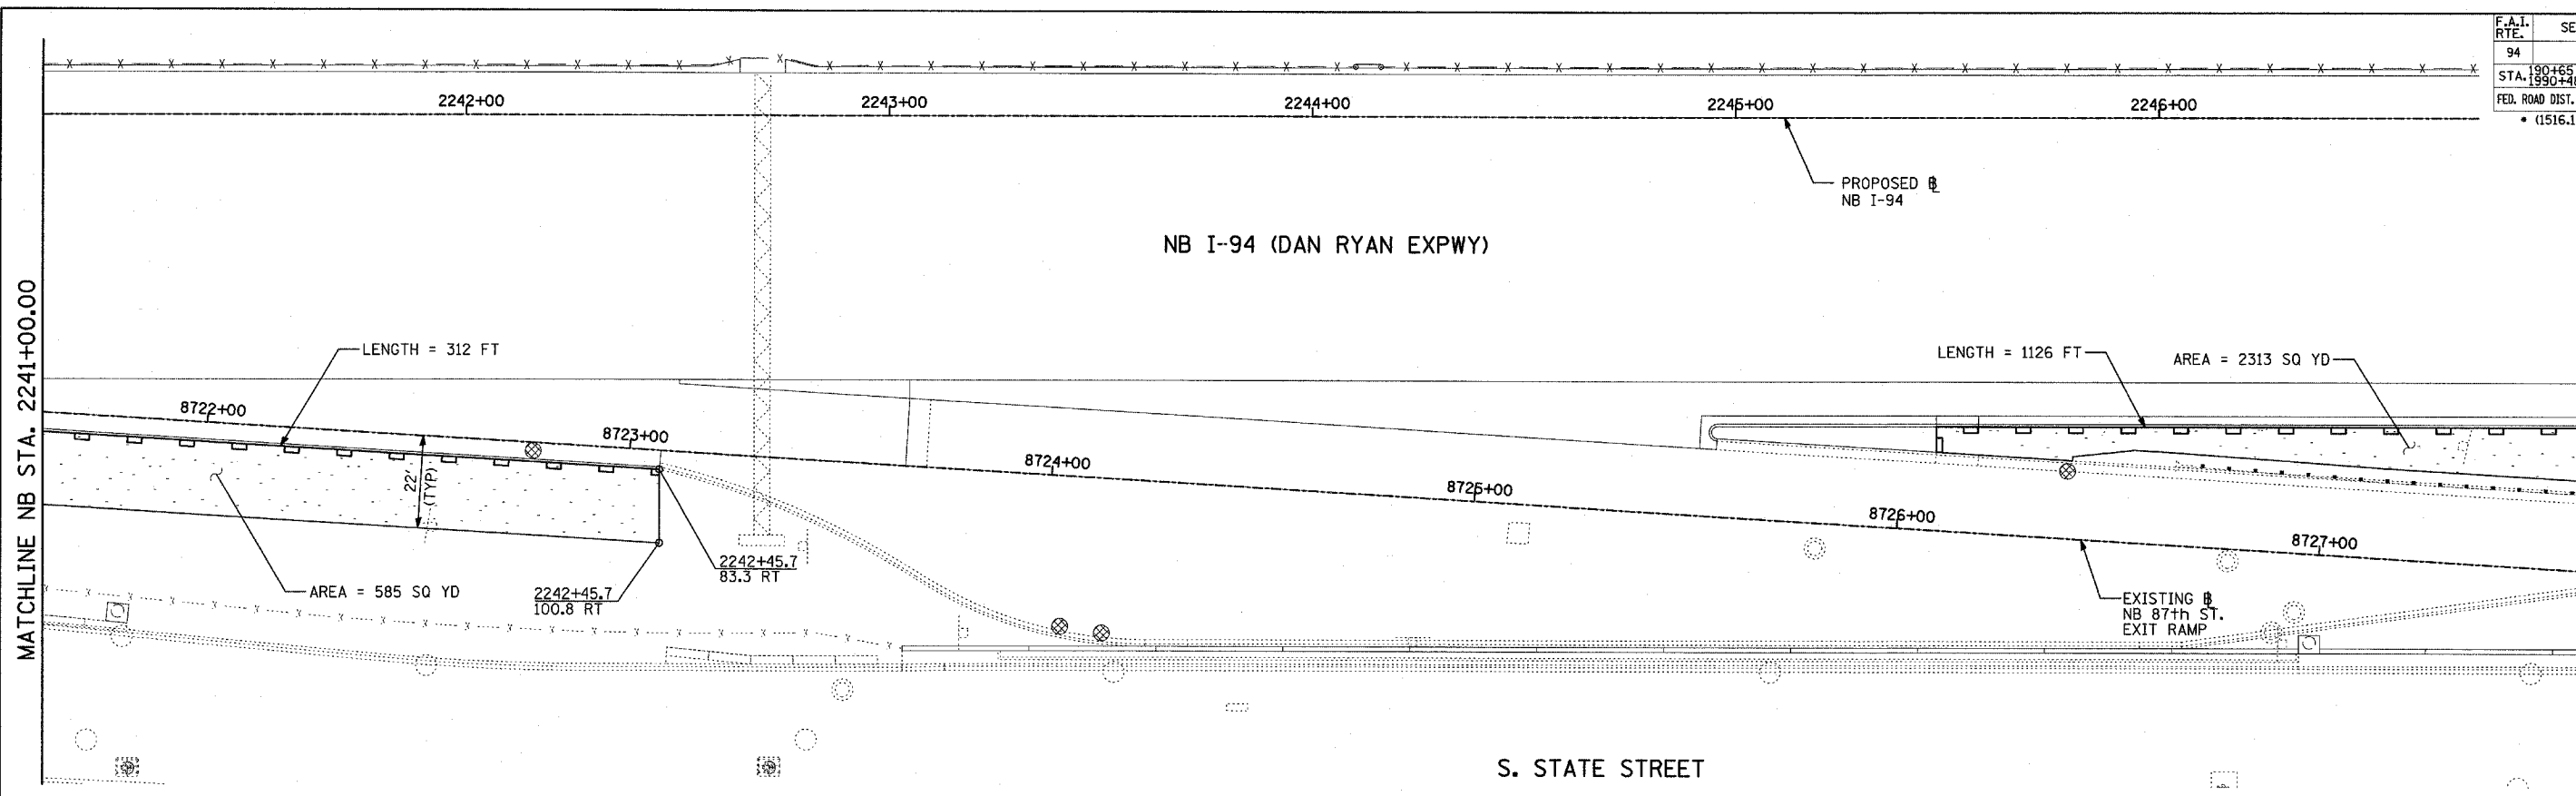 F.A.I.
RTE.
SE
94
STA.
FED. ROAD DIST.
2242+00
2243+00
2244+00
2245+00
2246+00
PROPOSED ℄
NB I-94
NB I-94 (DAN RYAN EXPWY)
MATCHLINE NB STA. 2241+00.00
LENGTH = 312 FT
LENGTH = 1126 FT
AREA = 2313 SQ YD
8722+00
8723+00
8724+00
8725+00
8726+00
8727+00
22'
(TYP)
AREA = 585 SQ YD
2242+45.7
83.3 RT
2242+45.7
100.8 RT
EXISTING ℄
NB 87th ST.
EXIT RAMP
S. STATE STREET